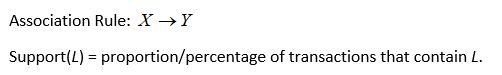 Association Rule: X → Y
Support(L) = proportion/percentage of transactions that contain L.